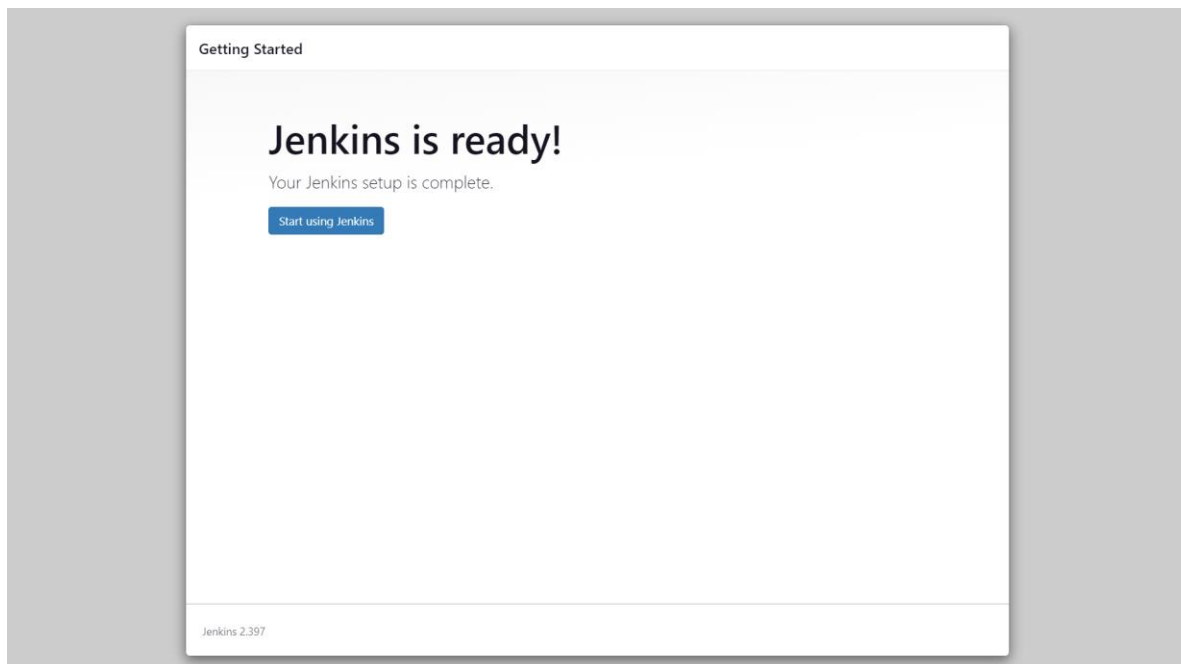 Getting Started
Jenkins is ready!
Your Jenkins setup is complete.
Start using Jenkins
Jenkins 2.397